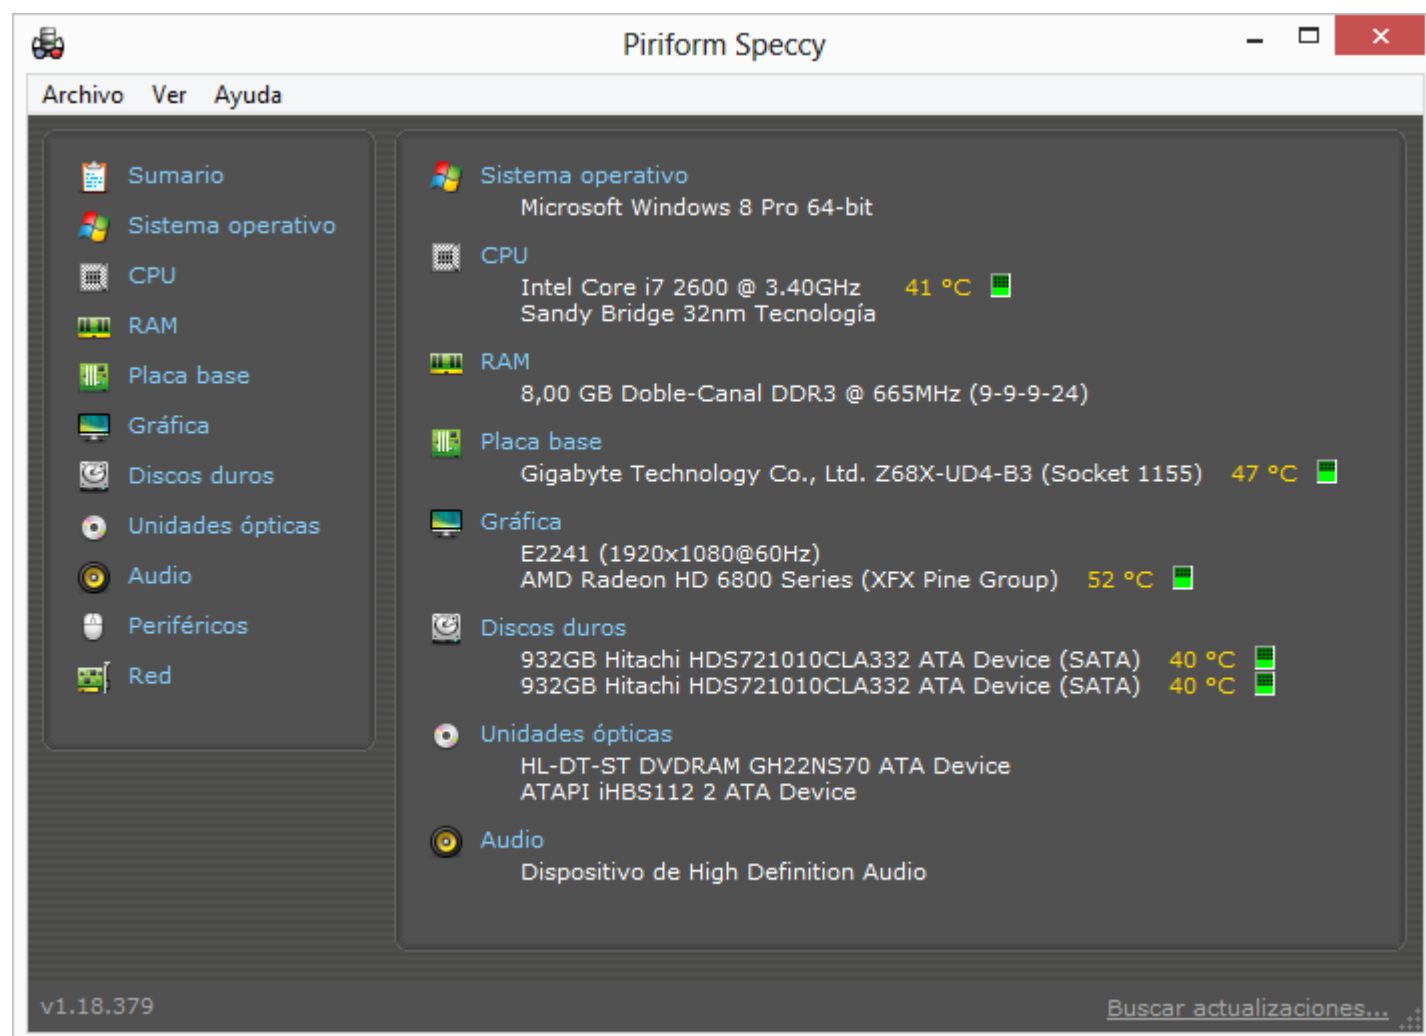 Piriform Speccy
Archivo Ver Ayuda
Sumario
Sistema operativo
CPU
RAM
Placa base
Gráfica
Discos duros
Unidades ópticas
Audio
Periféricos
Red
Sistema operativo
Microsoft Windows 8 Pro 64-bit
CPU
Intel Core i7 2600 @ 3.40GHz 41 °C
Sandy Bridge 32nm Tecnología
RAM
8,00 GB Doble-Canal DDR3 @ 665MHz (9-9-9-24)
Placa base
Gigabyte Technology Co., Ltd. Z68X-UD4-B3 (Socket 1155) 47 °C
Gráfica
E2241 (1920x1080@60Hz)
AMD Radeon HD 6800 Series (XFX Pine Group) 52 °C
Discos duros
932GB Hitachi HDS721010CLA332 ATA Device (SATA) 40 °C
932GB Hitachi HDS721010CLA332 ATA Device (SATA) 40 °C
Unidades ópticas
HL-DT-ST DVDRAM GH22NS70 ATA Device
ATAPI iHBS112 2 ATA Device
Audio
Dispositivo de High Definition Audio
v1.18.379
Buscar actualizaciones...